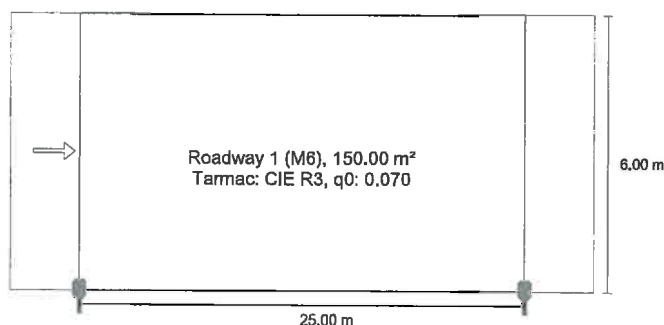 Roadway 1 (M6), 150.00 m²
Tarmac: CIE R3, q0: 0.070
6.00 m
25.00 m